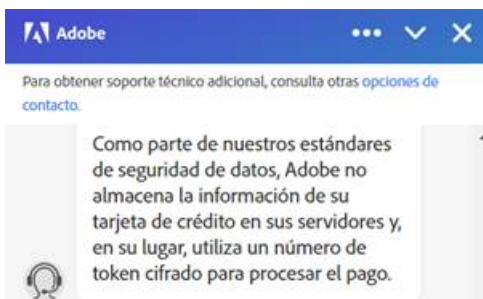 Adobe
Para obtener soporte técnico adicional, consulta otras opciones de
contacto.
Como parte de nuestros estándares
de seguridad de datos, Adobe no
almacena la información de su
tarjeta de crédito en sus servidores y,
en su lugar, utiliza un número de
token cifrado para procesar el pago.